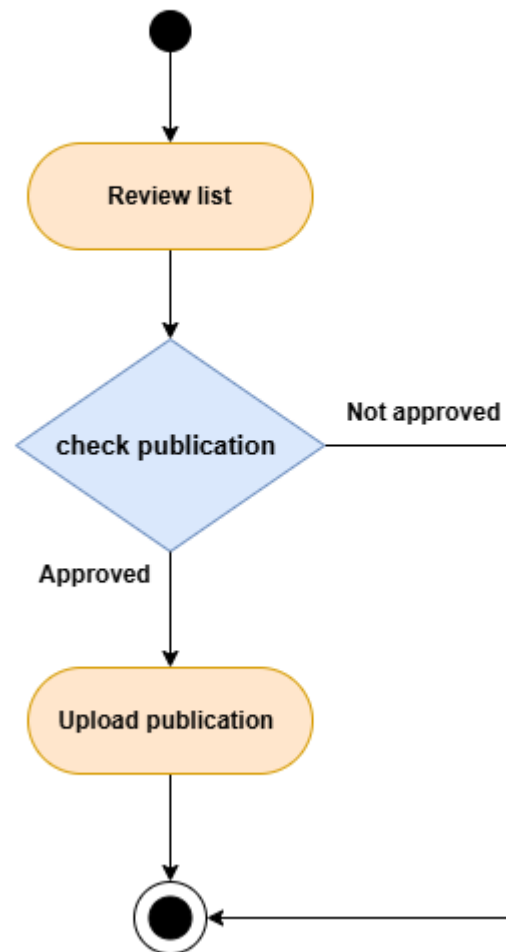 Review list
Not approved
check publication
Approved
Upload publication